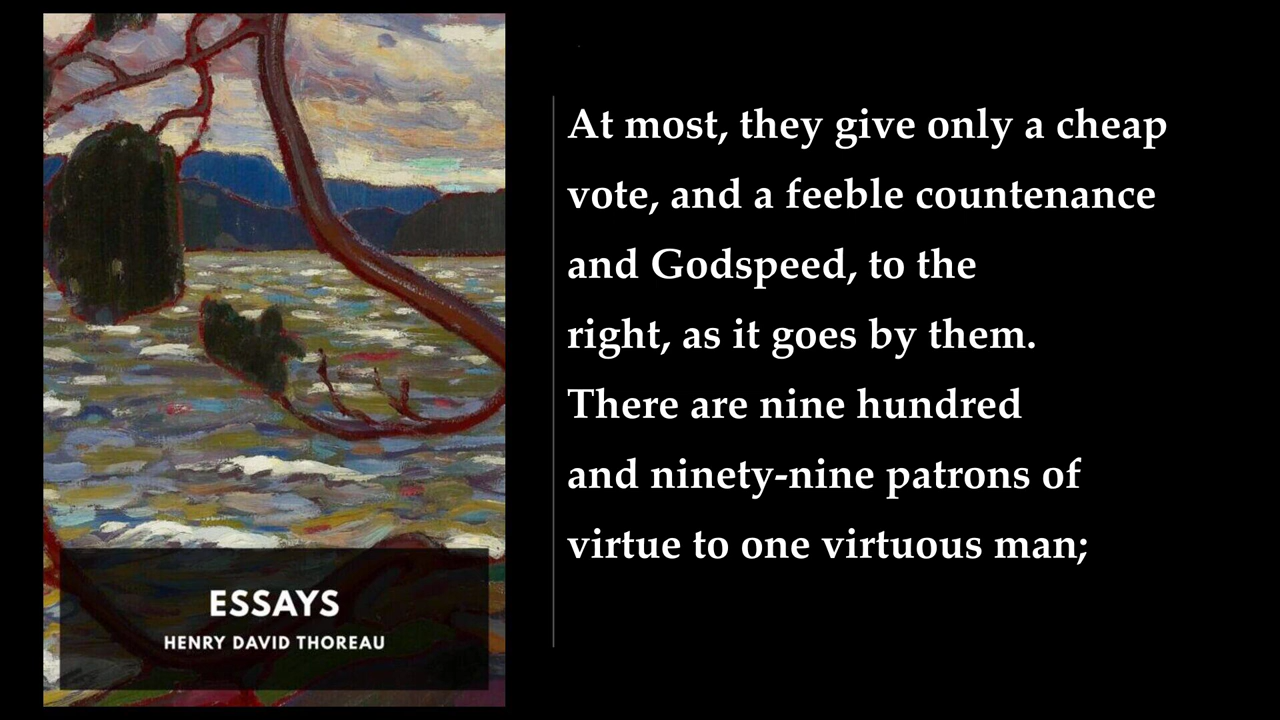 ESSAYS
HENRY DAVID THOREAU
At most, they give only a cheap
vote, and a feeble countenance
and Godspeed, to the
right, as it goes by them.
There are nine hundred
and ninety-nine patrons of
virtue to one virtuous man;